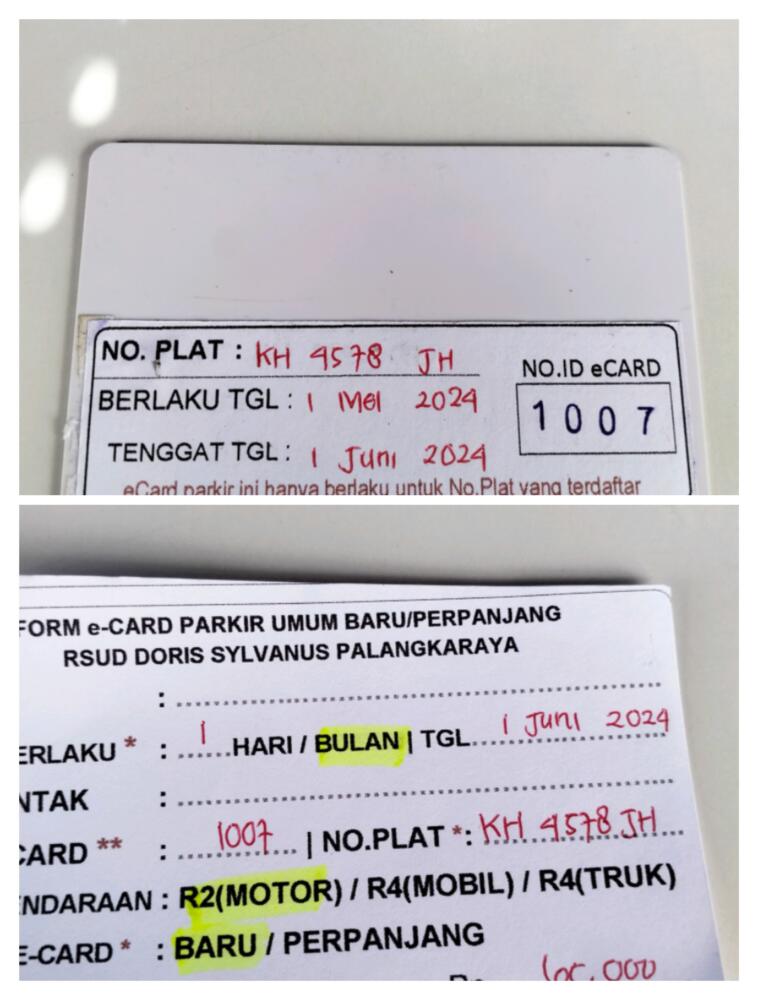 NO. PLAT : KH 4578 JH
NO.ID eCARD
BERLAKU TGL : 1 Mei 2024
1007
TENGGAT TGL : 1 Juni 2024
eCard parkir ini hanya berlaku untuk No.Plat yang terdaftar
FORM e-CARD PARKIR UMUM BARU/PERPANJANG
RSUD DORIS SYLVANUS PALANGKARAYA
:
ERLAKU * : 1 HARI / BULAN | TGL 1 Juni 2024
NTAK :
CARD ** : 1007 | NO.PLAT *: KH 4578 JH
NDARAAN : R2(MOTOR) / R4(MOBIL) / R4(TRUK)
E-CARD * : BARU / PERPANJANG